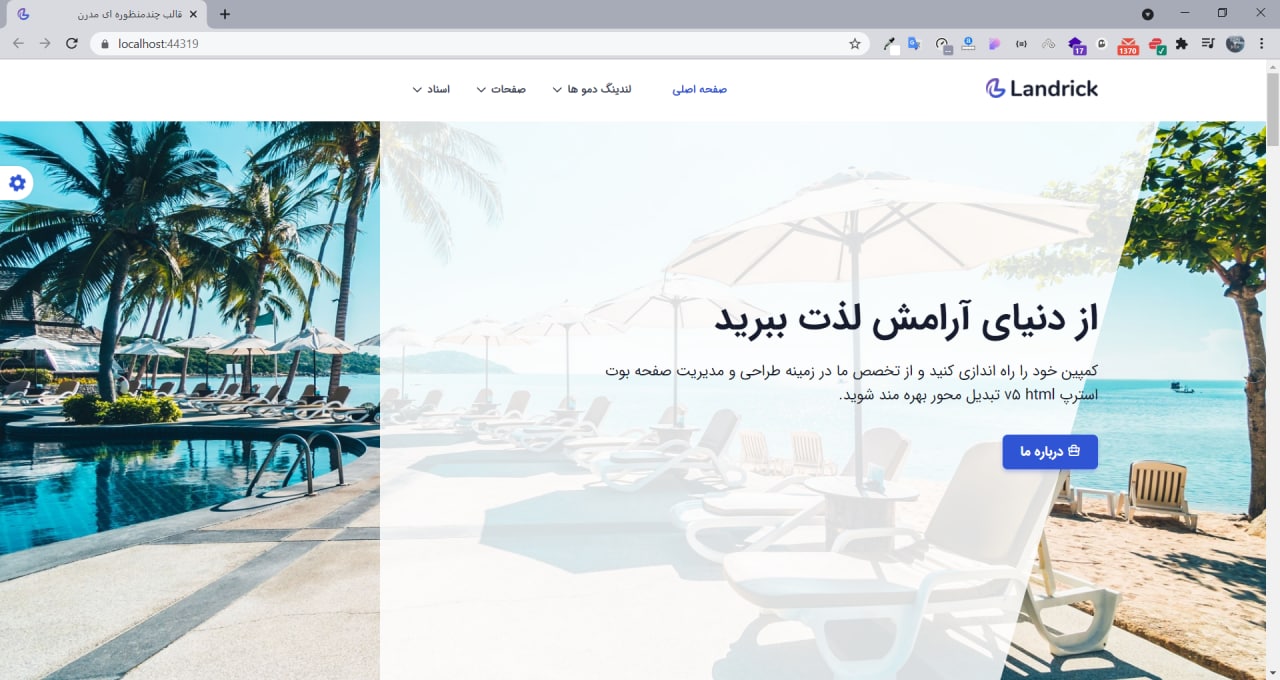 قالب چندمنظوره ای مدرن
localhost:44319
17
1370
Landrick
صفحه اصلی
لندینگ دمو ها
صفحات
اسناد
از دنیای آرامش لذت ببرید
کمپین خود را راه اندازی کنید و از تخصص ما در زمینه طراحی و مدیریت صفحه بوت
استرپ v۵ html تبدیل محور بهره مند شوید.
درباره ما